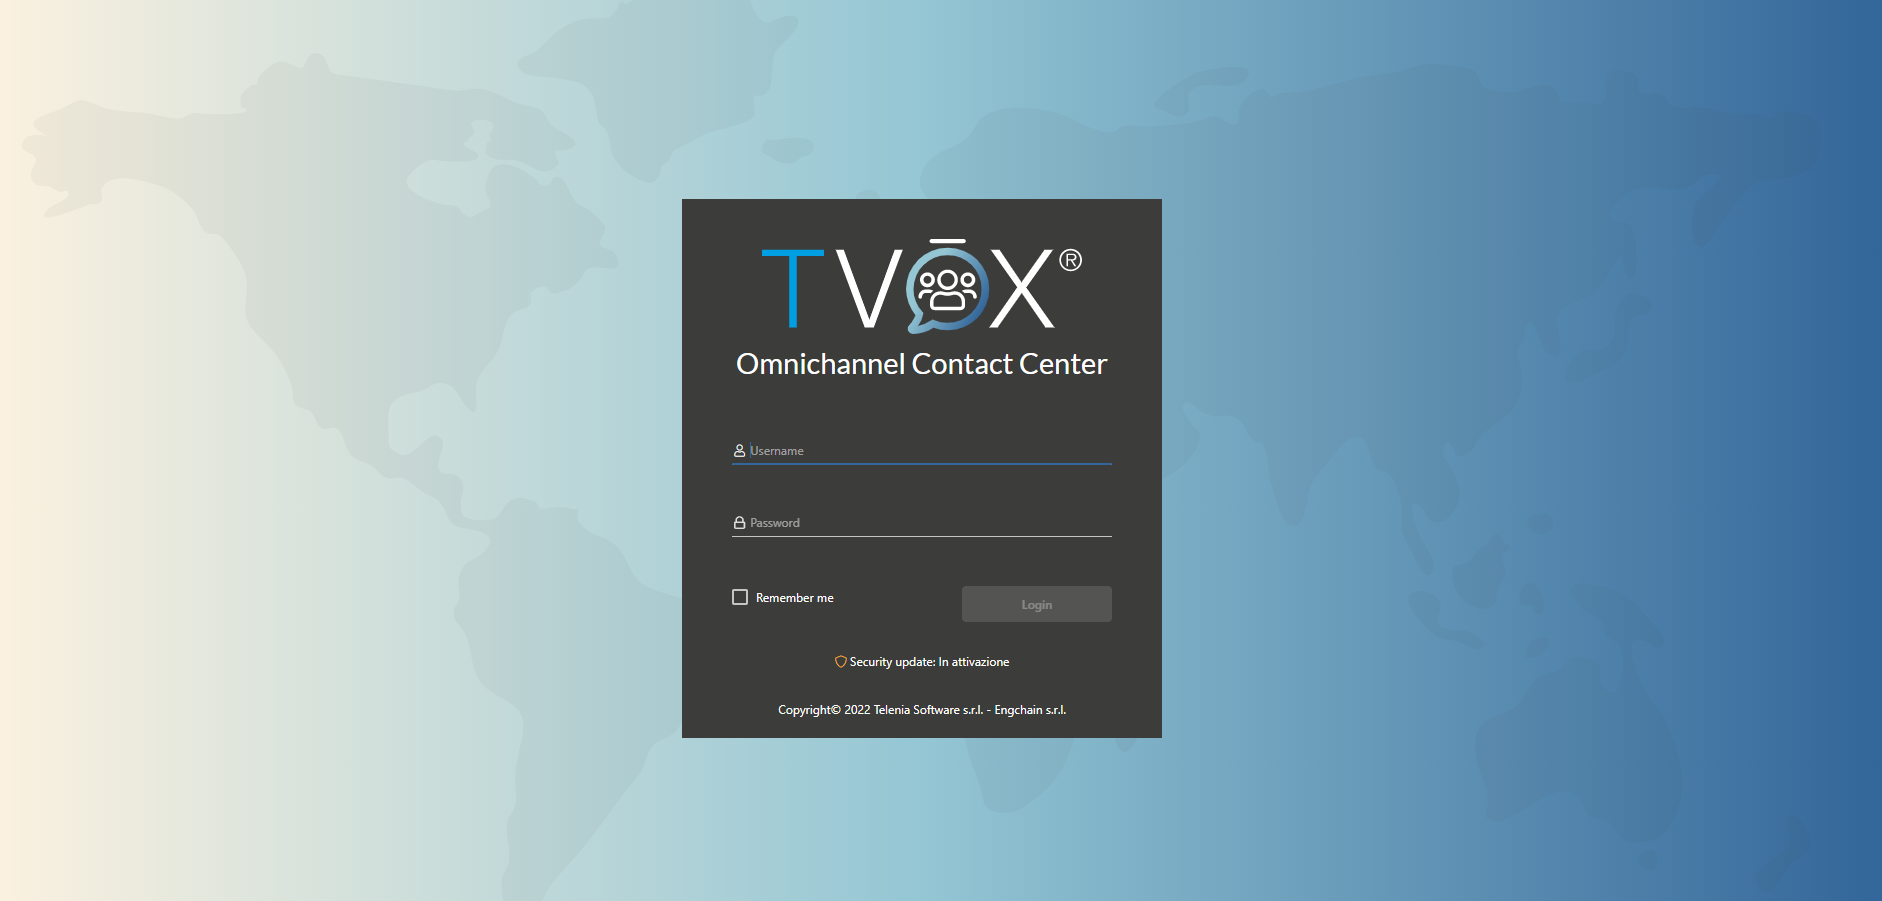 TVOX®
Omnichannel Contact Center
Username
Password
Remember me
Login
Security update: In attivazione
Copyright© 2022 Telenia Software s.r.l. - Engchain s.r.l.